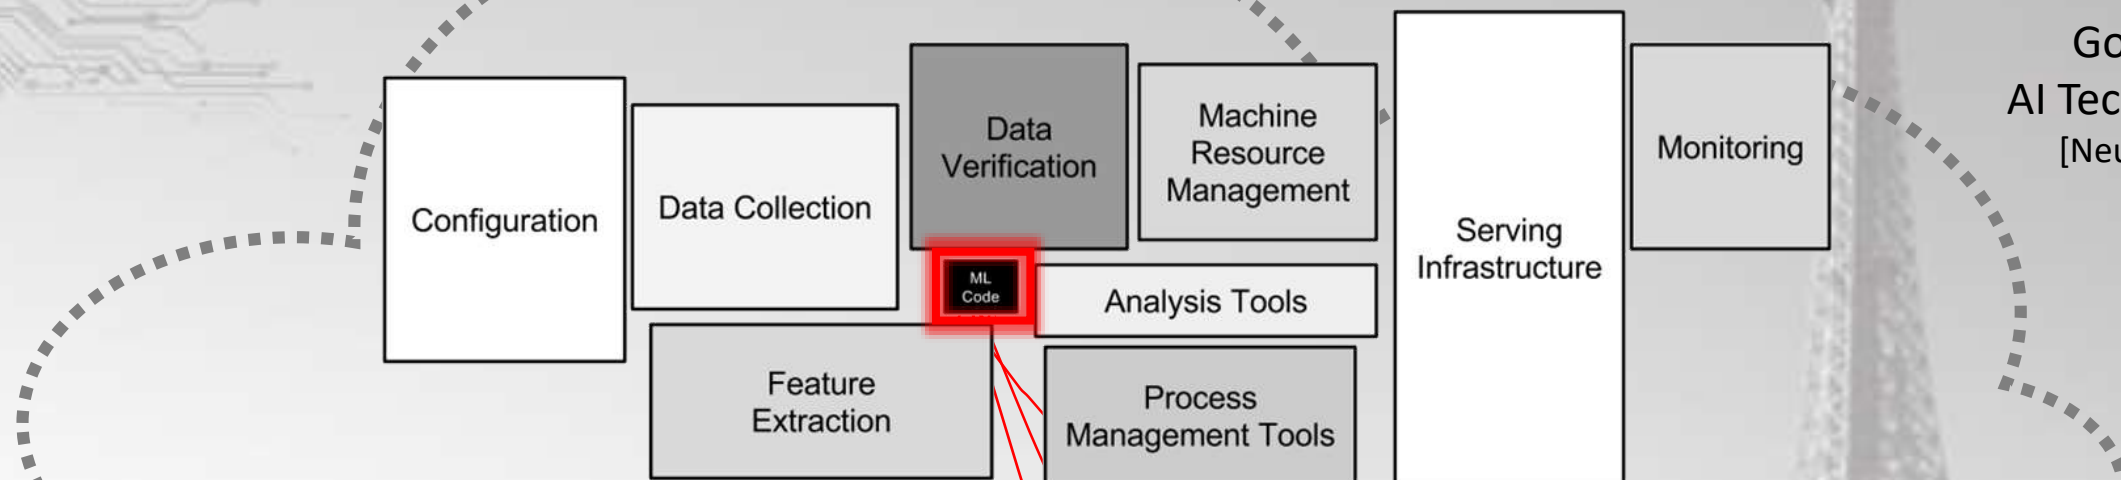 Configuration
Data Collection
Data
Verification
Machine
Resource
Management
Serving
Infrastructure
Monitoring
ML
Code
Analysis Tools
Feature
Extraction
Process
Management Tools
AI